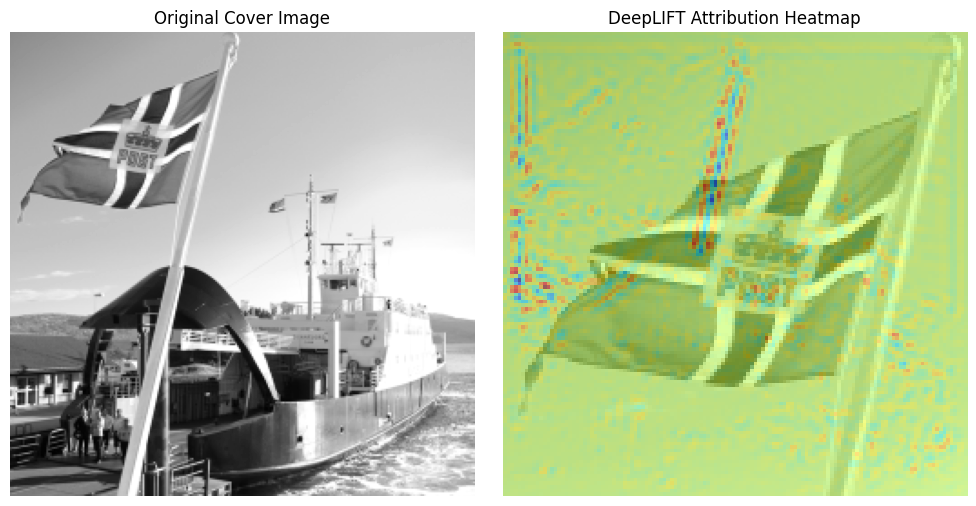 Original Cover Image
DeepLIFT Attribution Heatmap
POST